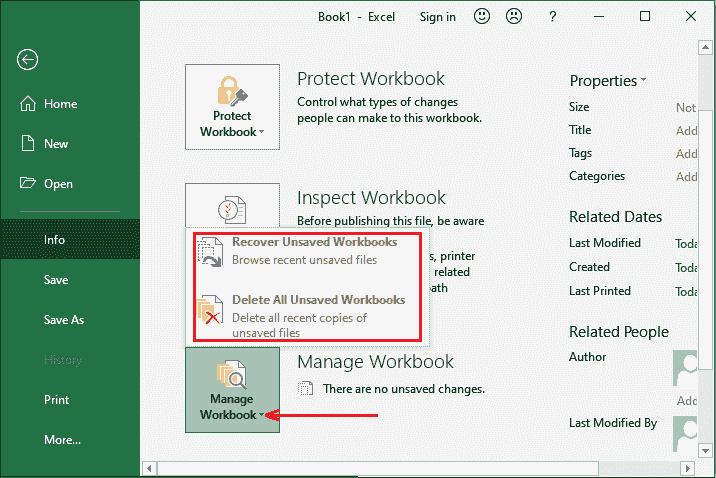 Book1 - Excel Sign in ?
Home
New
Open
Info
Save
Save As
History
Print
More...
Protect
Workbook
Protect Workbook
Control what types of changes
people can make to this workbook.
Inspect Workbook
Before publishing this file, be aware
Recover Unsaved Workbooks
Browse recent unsaved files
s, printer
related
path
Delete All Unsaved Workbooks
Delete all recent copies of
unsaved files
Manage
Workbook
Manage Workbook
There are no unsaved changes.
Properties
Size Not
Title Add
Tags Add
Categories Add
Related Dates
Last Modified Toda
Created Toda
Last Printed
Related People
Author
Add
Last Modified By